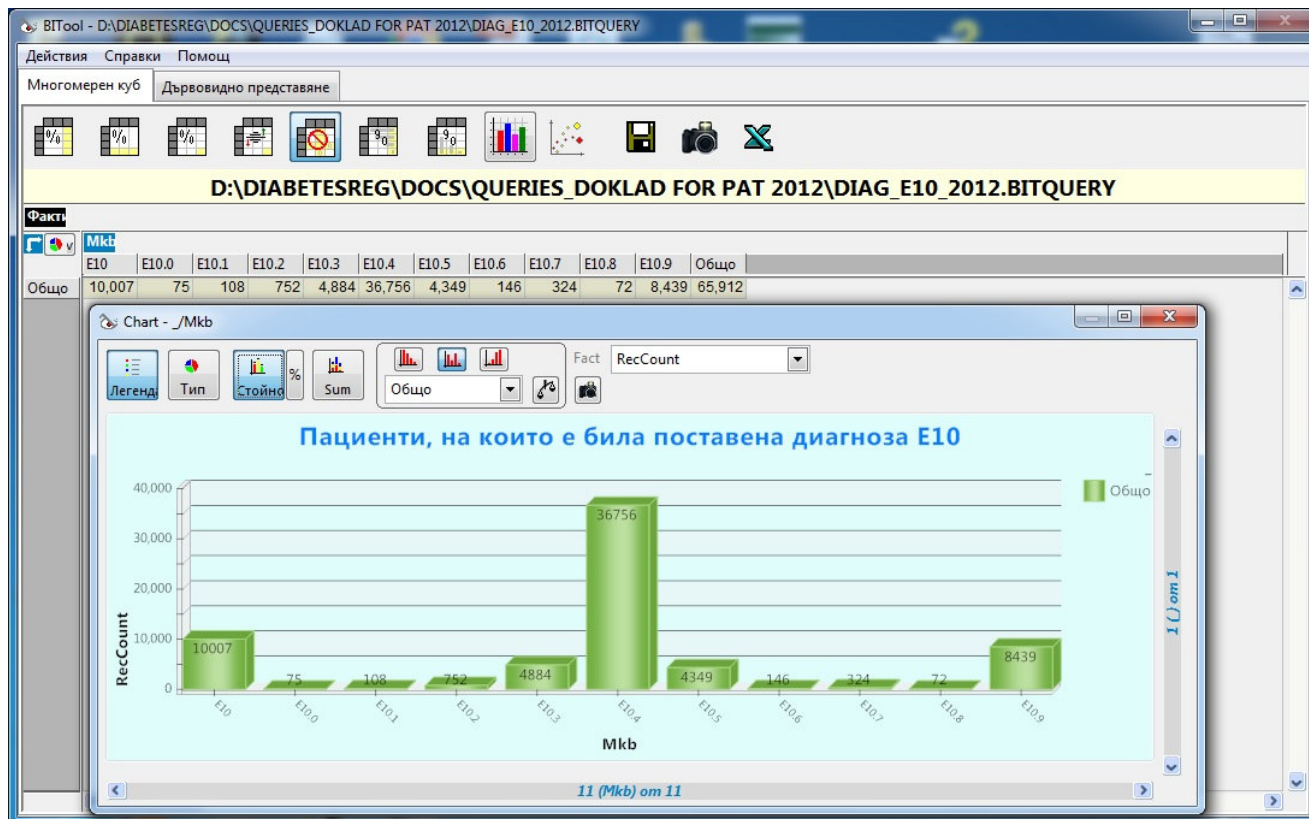 BITool - D:\DIABETESREG\DOCS\QUERIES_DOKLAD FOR PAT 2012\DIAG_E10_2012.BITQUERY
Действия Справки Помощ
Многомерен куб Дървовидно представяне
D:\DIABETESREG\DOCS\QUERIES_DOKLAD FOR PAT 2012\DIAG_E10_2012.BITQUERY
Факти
Mkb
E10 E10.0 E10.1 E10.2 E10.3 E10.4 E10.5 E10.6 E10.7 E10.8 E10.9 Общо
Общо 10,007 75 108 752 4,884 36,756 4,349 146 324 72 8,439 65,912
Chart - _/Mkb
Fact RecCount
Легенд Тип Стойно % Sum Общо
Пациенти, на които е била поставена диагноза E10
40,000
30,000
20,000
10,000
0
RecCount
10007 75 108 752 4884 36756 4349 146 324 72 8439
E10 E10.0 E10.1 E10.2 E10.3 E10.4 E10.5 E10.6 E10.7 E10.8 E10.9
Mkb
Общо
1 (_) от 1
11 (Mkb) от 11